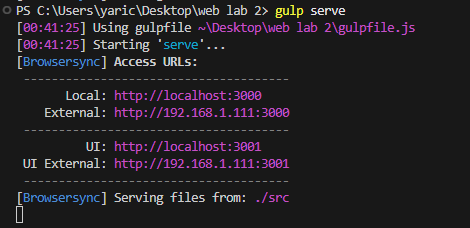 PS C:\Users\yaric\Desktop\web lab 2> gulp serve
[00:41:25] Using gulpfile ~\Desktop\web lab 2\gulpfile.js
[00:41:25] Starting 'serve'...
[Browsersync] Access URLs:
--------------------------------------
Local: http://localhost:3000
External: http://192.168.1.111:3000
--------------------------------------
UI: http://localhost:3001
UI External: http://192.168.1.111:3001
--------------------------------------
[Browsersync] Serving files from: ./src